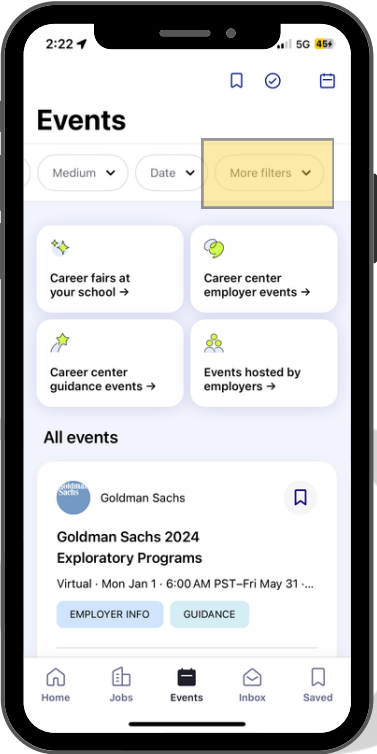 2:22
5G
45
Events
Medium
Date
More filters
Career fairs at
your school →
Career center
employer events →
Career center
guidance events →
Events hosted by
employers →
All events
Goldman
Sachs
Goldman Sachs
Goldman Sachs 2024
Exploratory Programs
Virtual · Mon Jan 1 · 6:00 AM PST–Fri May 31 ·...
EMPLOYER INFO
GUIDANCE
Home
Jobs
Events
Inbox
Saved